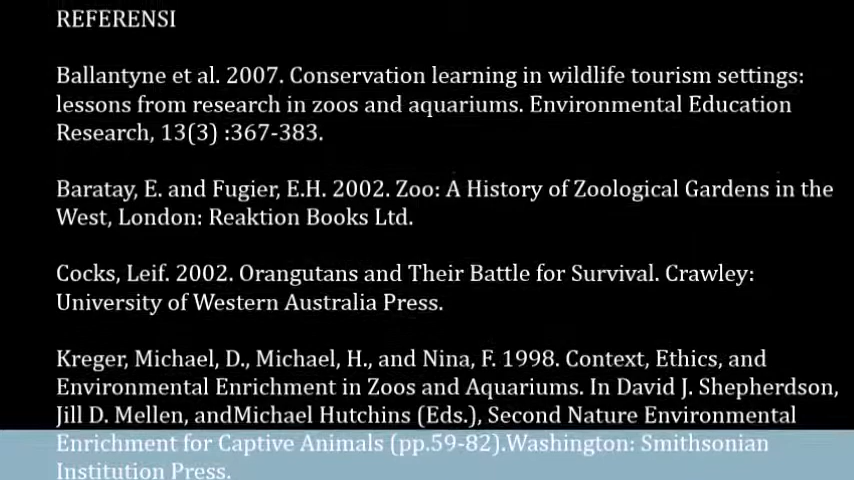 REFERENSI
Ballantyne et al. 2007. Conservation learning in wildlife tourism settings:
lessons from research in zoos and aquariums. Environmental Education
Research, 13(3) :367-383.
Baratay, E. and Fugier, E.H. 2002. Zoo: A History of Zoological Gardens in the
West, London: Reaktion Books Ltd.
Cocks, Leif. 2002. Orangutans and Their Battle for Survival. Crawley:
University of Western Australia Press.
Kreger, Michael, D., Michael, H., and Nina, F. 1998. Context, Ethics, and
Environmental Enrichment in Zoos and Aquariums. In David J. Shepherdson,
Jill D. Mellen, andMichael Hutchins (Eds.), Second Nature Environmental
Enrichment for Captive Animals (pp.59-82).Washington: Smithsonian
Institution Press.